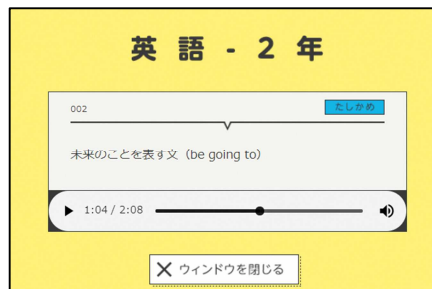 英 語 - 2 年
002
たしかめ
未来のことを表す文（be going to）
1:04 / 2:08
ウィンドウを閉じる